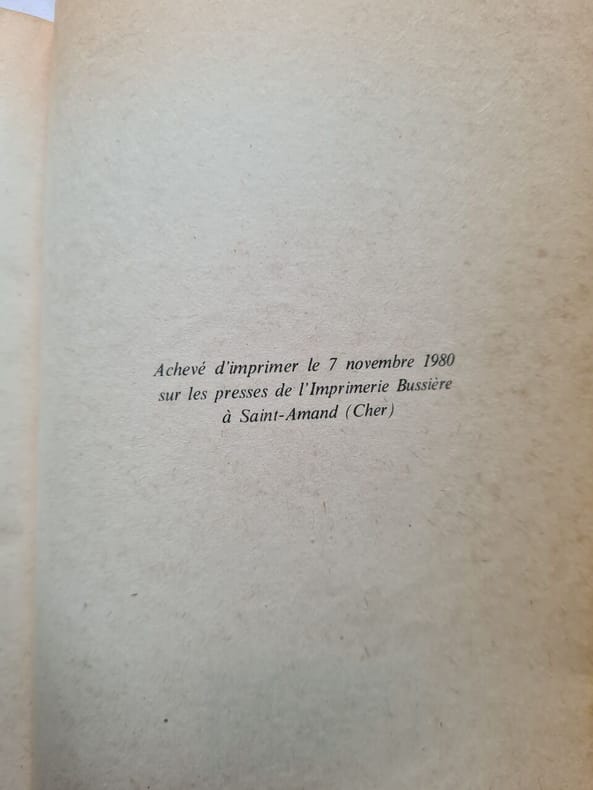 Achevé d'imprimer le 7 novembre 1980
sur les presses de l'Imprimerie Bussière
à Saint-Amand (Cher)